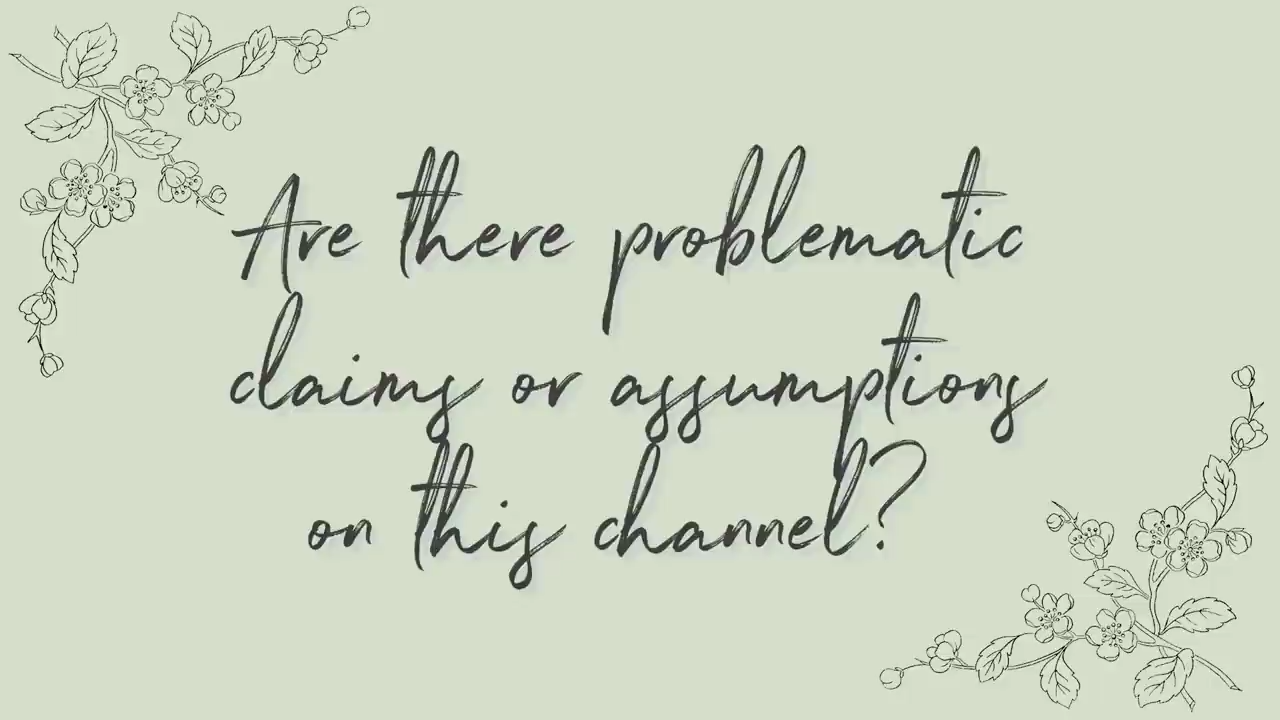 Are there problematic
claims or assumptions
on this channel?